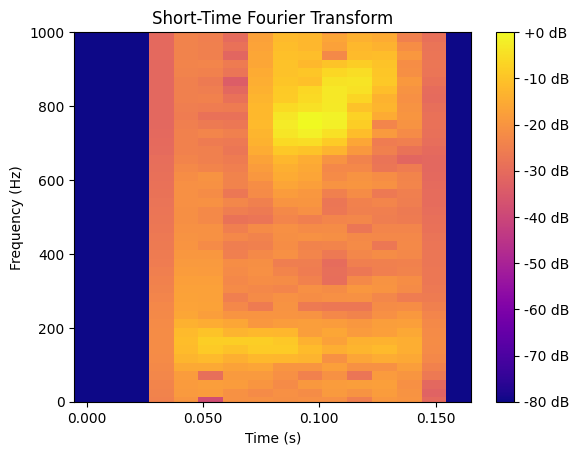 Short-Time Fourier Transform
Frequency (Hz)
1000
800
600
400
200
0
0.000
0.050
0.100
0.150
Time (s)
+0 dB
-10 dB
-20 dB
-30 dB
-40 dB
-50 dB
-60 dB
-70 dB
-80 dB